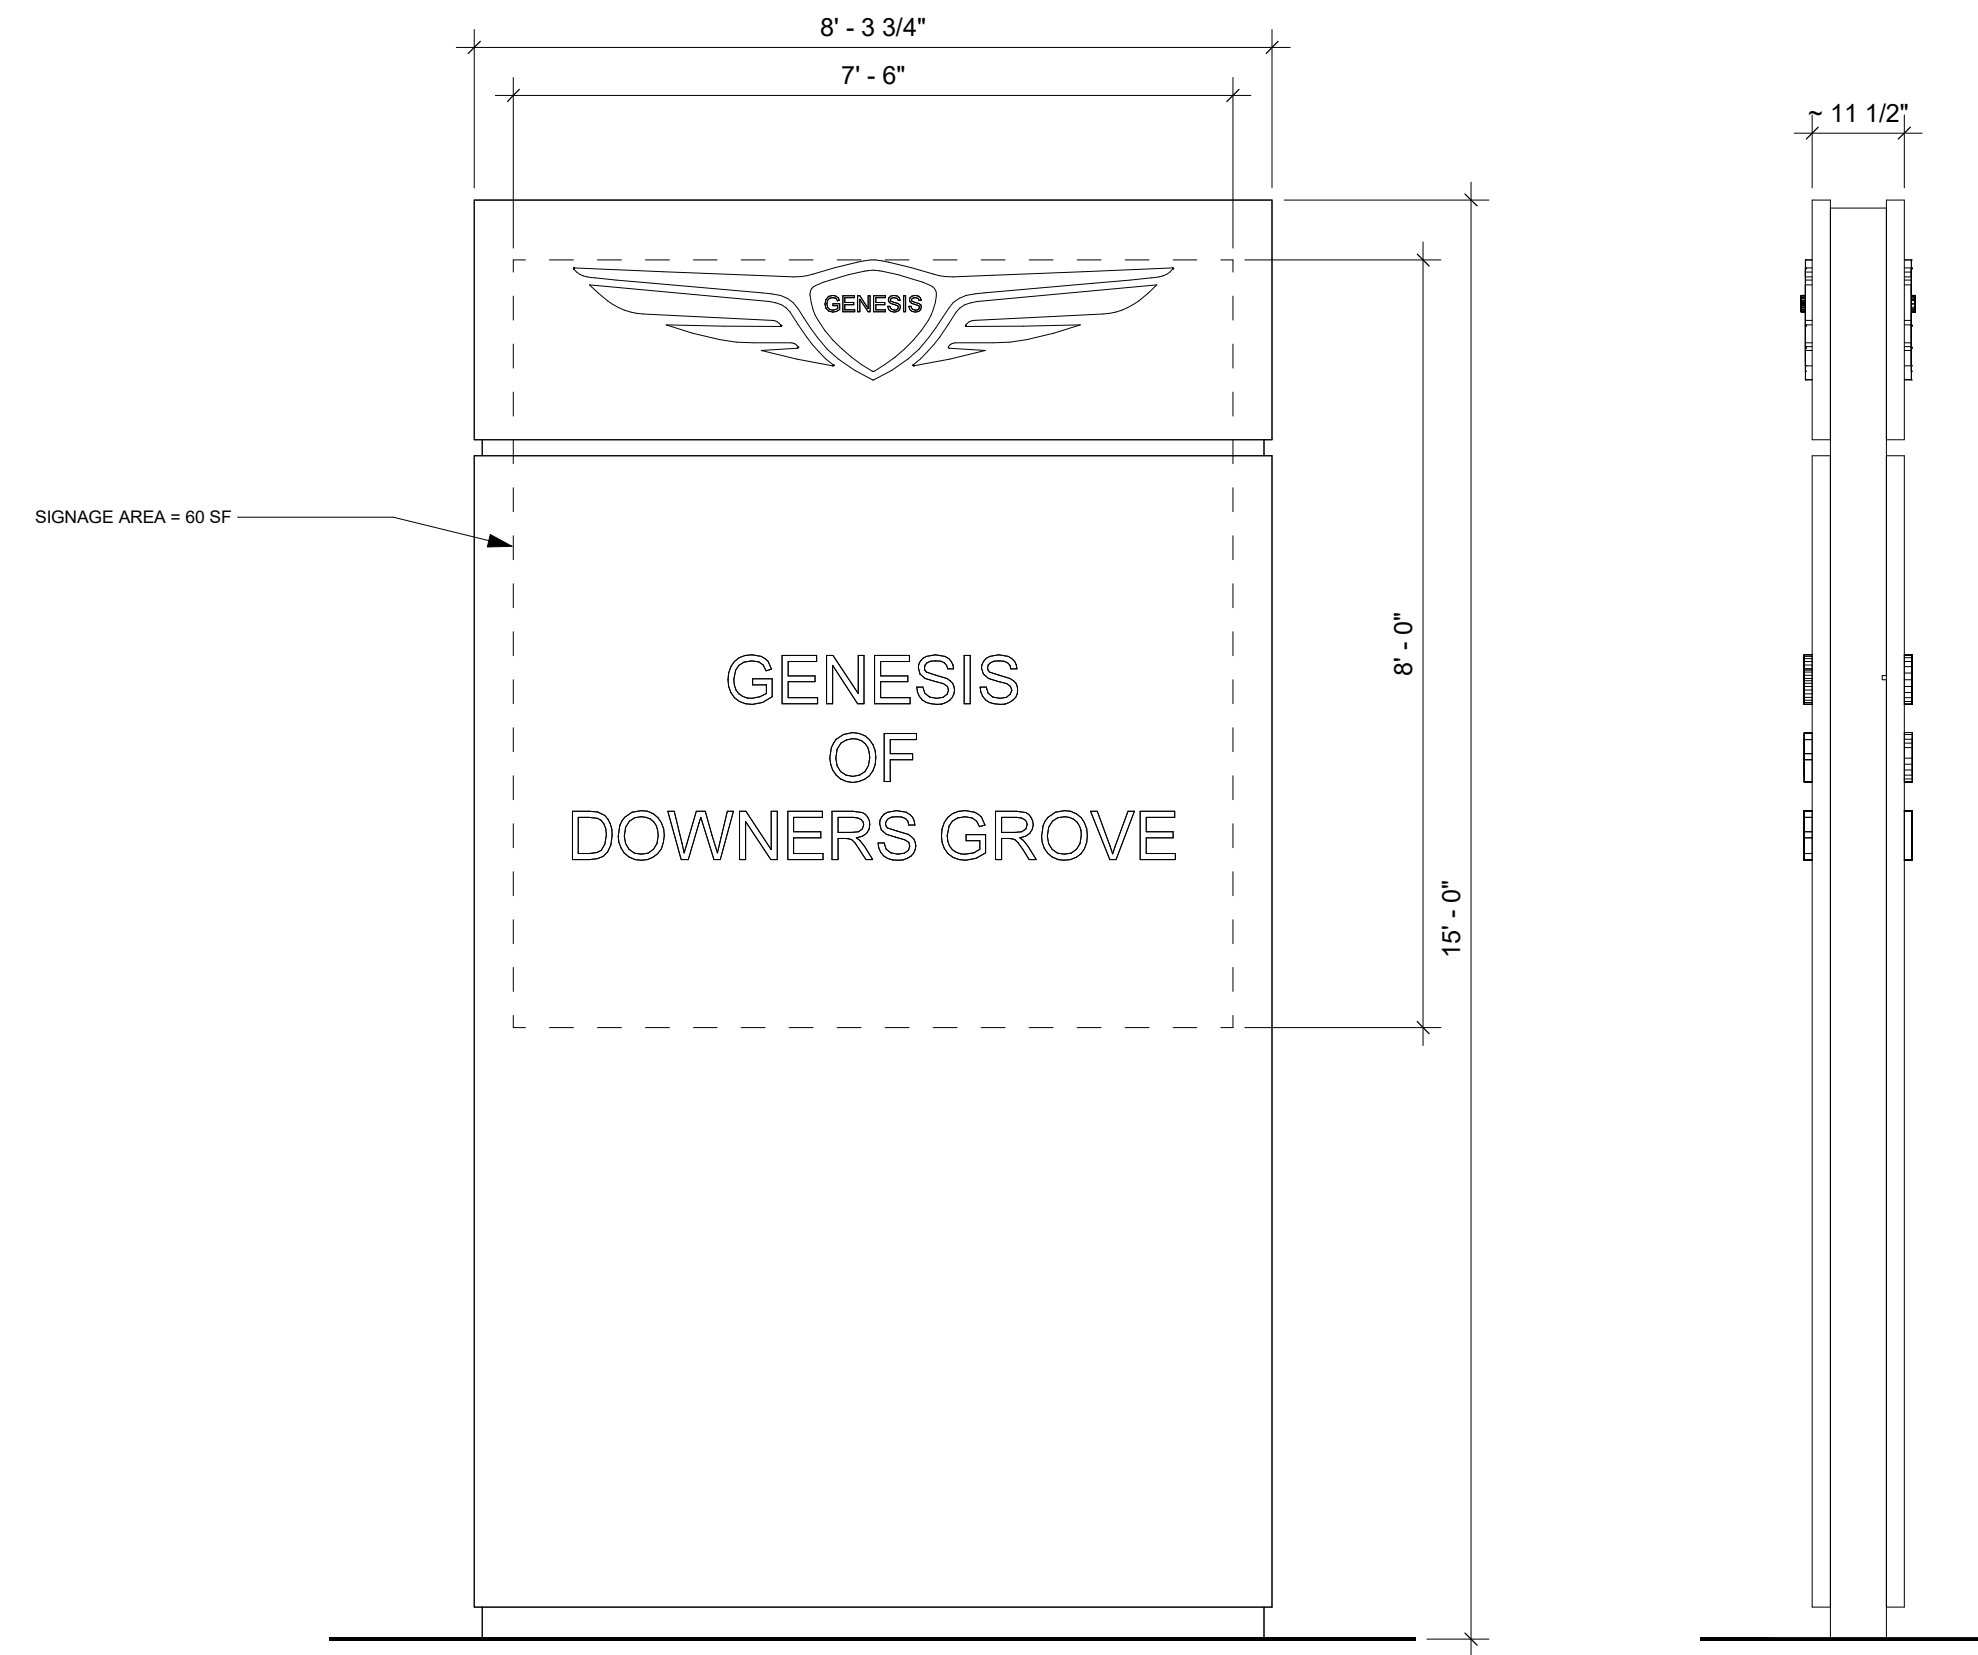 8' - 3 3/4"
7' - 6"
~ 11 1/2"
GENESIS
SIGNAGE AREA = 60 SF
8' - 0"
GENESIS
OF
DOWNERS GROVE
15' - 0"